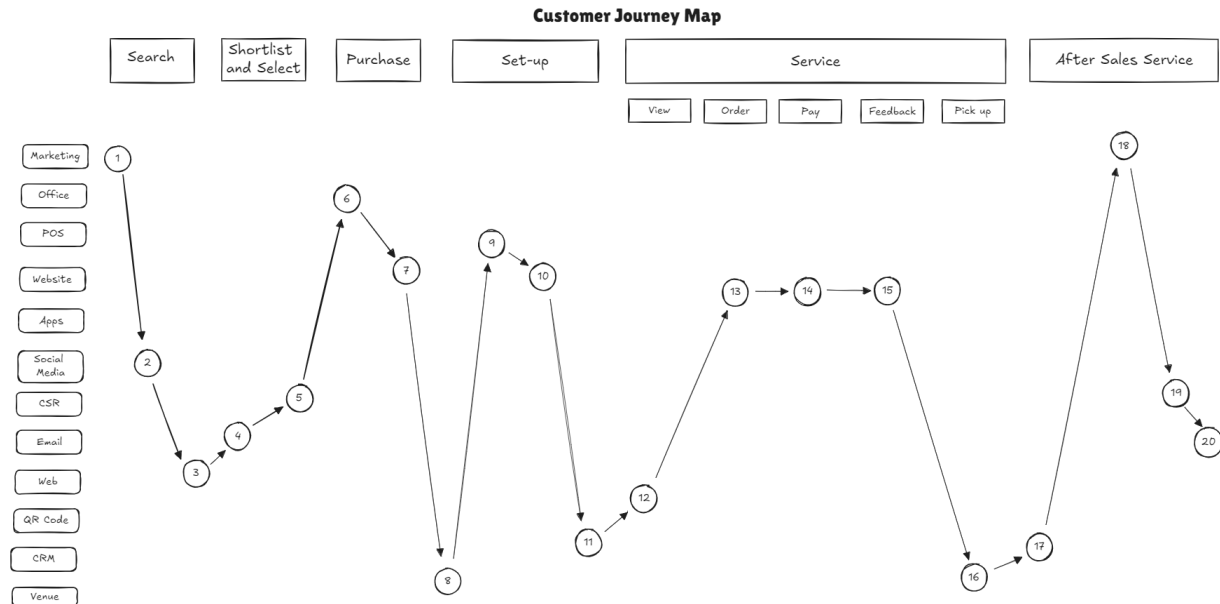 Customer Journey Map
Search
Shortlist
and Select
Purchase
Set-up
Service
After Sales Service
View
Order
Pay
Feedback
Pick up
Marketing
Office
POS
Website
Apps
Social
Media
CSR
Email
Web
QR Code
CRM
Venue
1
2
3
4
5
6
7
8
9
10
11
12
13
14
15
16
17
18
19
20